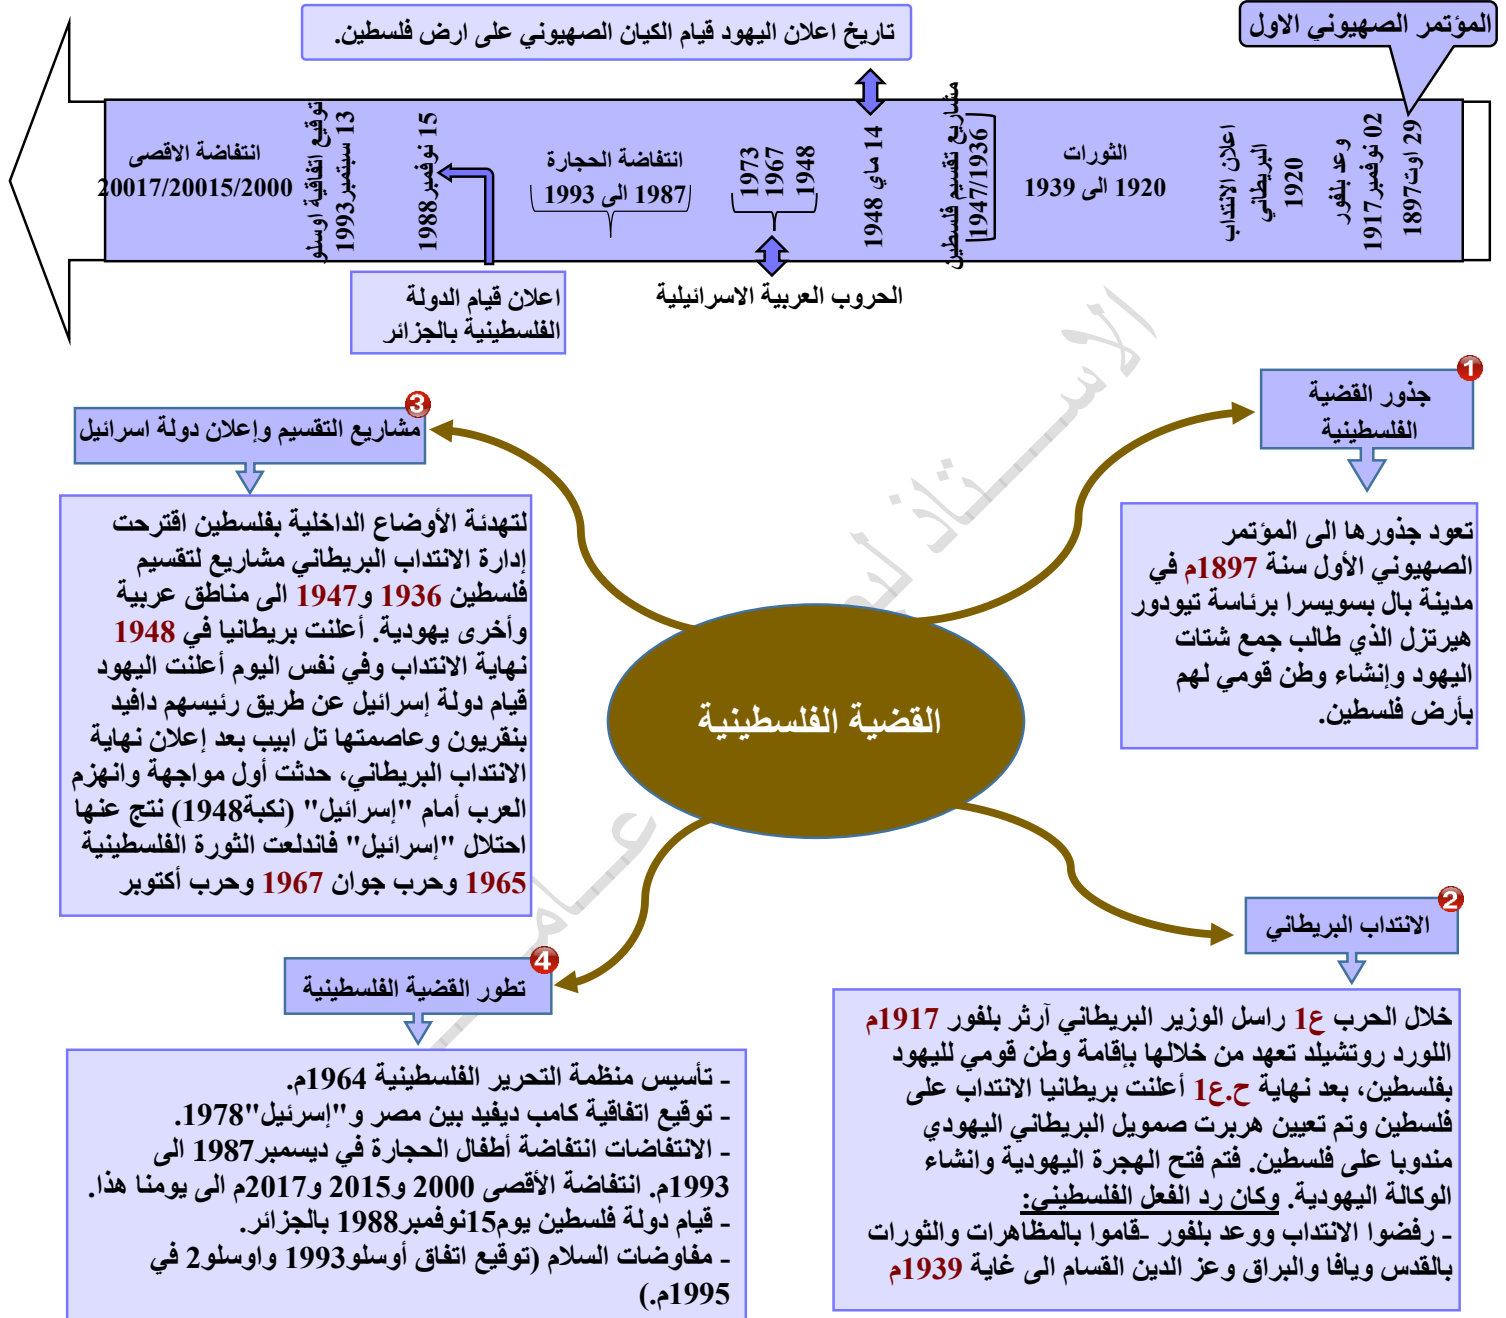 المؤتمر الصهيوني الاول
تاريخ اعلان اليهود قيام الكيان الصهيوني على ارض فلسطين.
29 اوت1897
وعد بلفور
02 نوفمبر1917
اعلان الانتداب
البريطاني
1920
الثورات
1920 الى 1939
مشاريع تقسيم فلسطين
1947/1936
14 ماي 1948
1948
1967
1973
الحروب العربية الاسرائيلية
انتفاضة الحجارة
1987 الى 1993
15 نوفمبر1988
اعلان قيام الدولة
الفلسطينية بالجزائر
توقيع اتفاقية اوسلو
13 سبتمبر1993
انتفاضة الاقصى
20017/20015/2000
القضية الفلسطينية
1
جذور القضية
الفلسطينية
تعود جذورها الى المؤتمر
الصهيوني الأول سنة 1897م في
مدينة بال بسويسرا برئاسة تيودور
هيرتزل الذي طالب جمع شتات
اليهود وإنشاء وطن قومي لهم
بأرض فلسطين.
2
الانتداب البريطاني
خلال الحرب ع1 راسل الوزير البريطاني آرثر بلفور 1917م
اللورد روتشيلد تعهد من خلالها بإقامة وطن قومي لليهود
بفلسطين، بعد نهاية ح.ع1 أعلنت بريطانيا الانتداب على
فلسطين وتم تعيين هربرت صمويل البريطاني اليهودي
مندوبا على فلسطين. فتم فتح الهجرة اليهودية وانشاء
الوكالة اليهودية. وكان رد الفعل الفلسطيني:
- رفضوا الانتداب ووعد بلفور -قاموا بالمظاهرات والثورات
بالقدس ويافا والبراق وعز الدين القسام الى غاية 1939م
3
مشاريع التقسيم وإعلان دولة اسرائيل
لتهدئة الأوضاع الداخلية بفلسطين اقترحت
إدارة الانتداب البريطاني مشاريع لتقسيم
فلسطين 1936 و1947 الى مناطق عربية
وأخرى يهودية. أعلنت بريطانيا في 1948
نهاية الانتداب وفي نفس اليوم أعلنت اليهود
قيام دولة إسرائيل عن طريق رئيسهم دافيد
بنقريون وعاصمتها تل ابيب بعد إعلان نهاية
الانتداب البريطاني، حدثت أول مواجهة وانهزم
العرب أمام "إسرائيل" (نكبة1948) نتج عنها
احتلال "إسرائيل" فاندلعت الثورة الفلسطينية
1965 وحرب جوان 1967 وحرب أكتوبر
4
تطور القضية الفلسطينية
- تأسيس منظمة التحرير الفلسطينية 1964م.
- توقيع اتفاقية كامب ديفيد بين مصر و"إسرئيل"1978.
- الانتفاضات انتفاضة أطفال الحجارة في ديسمبر1987 الى
1993م. انتفاضة الأقصى 2000 و2015 و2017م الى يومنا هذا.
- قيام دولة فلسطين يوم15نوفمبر1988 بالجزائر.
- مفاوضات السلام (توقيع اتفاق أوسلو1993 واوسلو2 في
1995م.)
الأســـتاذ